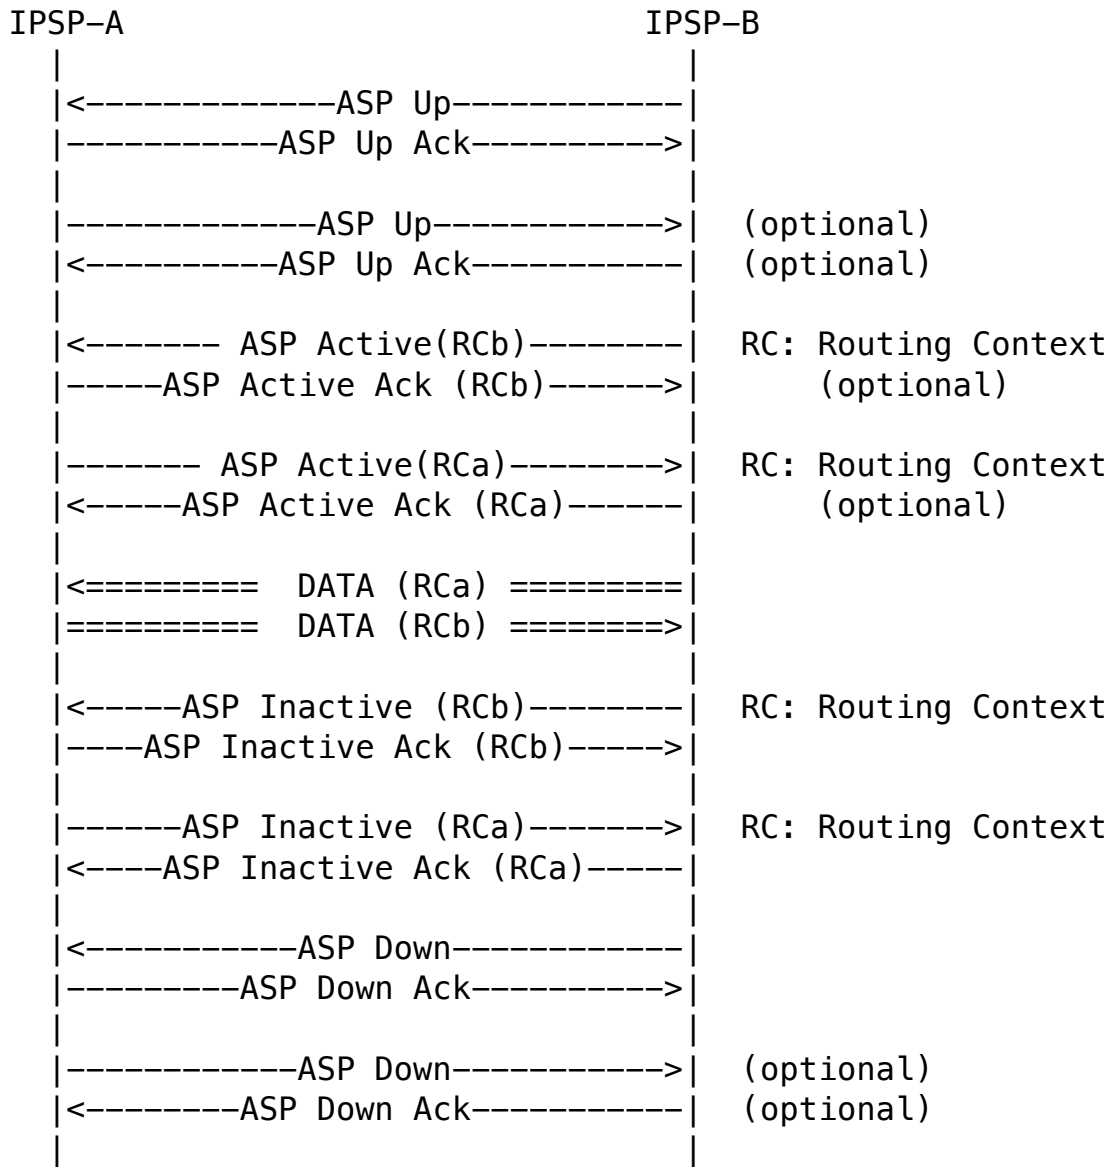 IPSP-A                           IPSP-B
  |                                |
  |<-------------ASP Up------------|
  |-----------ASP Up Ack---------->|
  |                                |
  |-------------ASP Up------------>|  (optional)
  |<----------ASP Up Ack-----------|  (optional)
  |                                |
  |<------- ASP Active(RCb)--------|  RC: Routing Context
  |-----ASP Active Ack (RCb)------>|      (optional)
  |                                |
  |------- ASP Active(RCa)-------->|  RC: Routing Context
  |<-----ASP Active Ack (RCa)------|      (optional)
  |                                |
  |<=========  DATA (RCa) =========|
  |==========  DATA (RCb) ========>|
  |                                |
  |<-----ASP Inactive (RCb)--------|  RC: Routing Context
  |----ASP Inactive Ack (RCb)----->|
  |                                |
  |------ASP Inactive (RCa)------->|  RC: Routing Context
  |<----ASP Inactive Ack (RCa)-----|
  |                                |
  |<-----------ASP Down------------|
  |---------ASP Down Ack---------->|
  |                                |
  |------------ASP Down----------->|  (optional)
  |<--------ASP Down Ack-----------|  (optional)
  |                                |